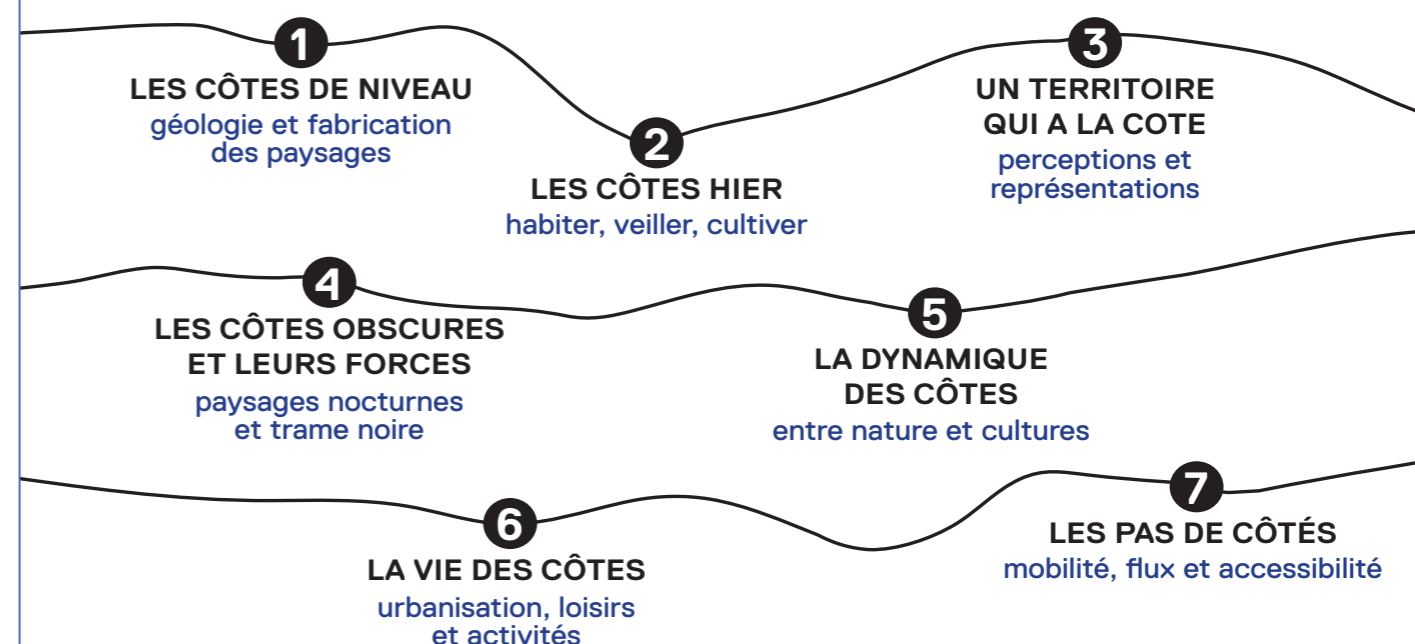 1
LES CÔTES DE NIVEAU
géologie et fabrication
des paysages
2
LES CÔTES HIER
habiter, veiller, cultiver
3
UN TERRITOIRE
QUI A LA COTE
perceptions et
représentations
4
LES CÔTES OBSCURES
ET LEURS FORCES
paysages nocturnes
et trame noire
5
LA DYNAMIQUE
DES CÔTES
entre nature et cultures
6
LA VIE DES CÔTES
urbanisation, loisirs
et activités
7
LES PAS DE CÔTÉS
mobilité, flux et accessibilité